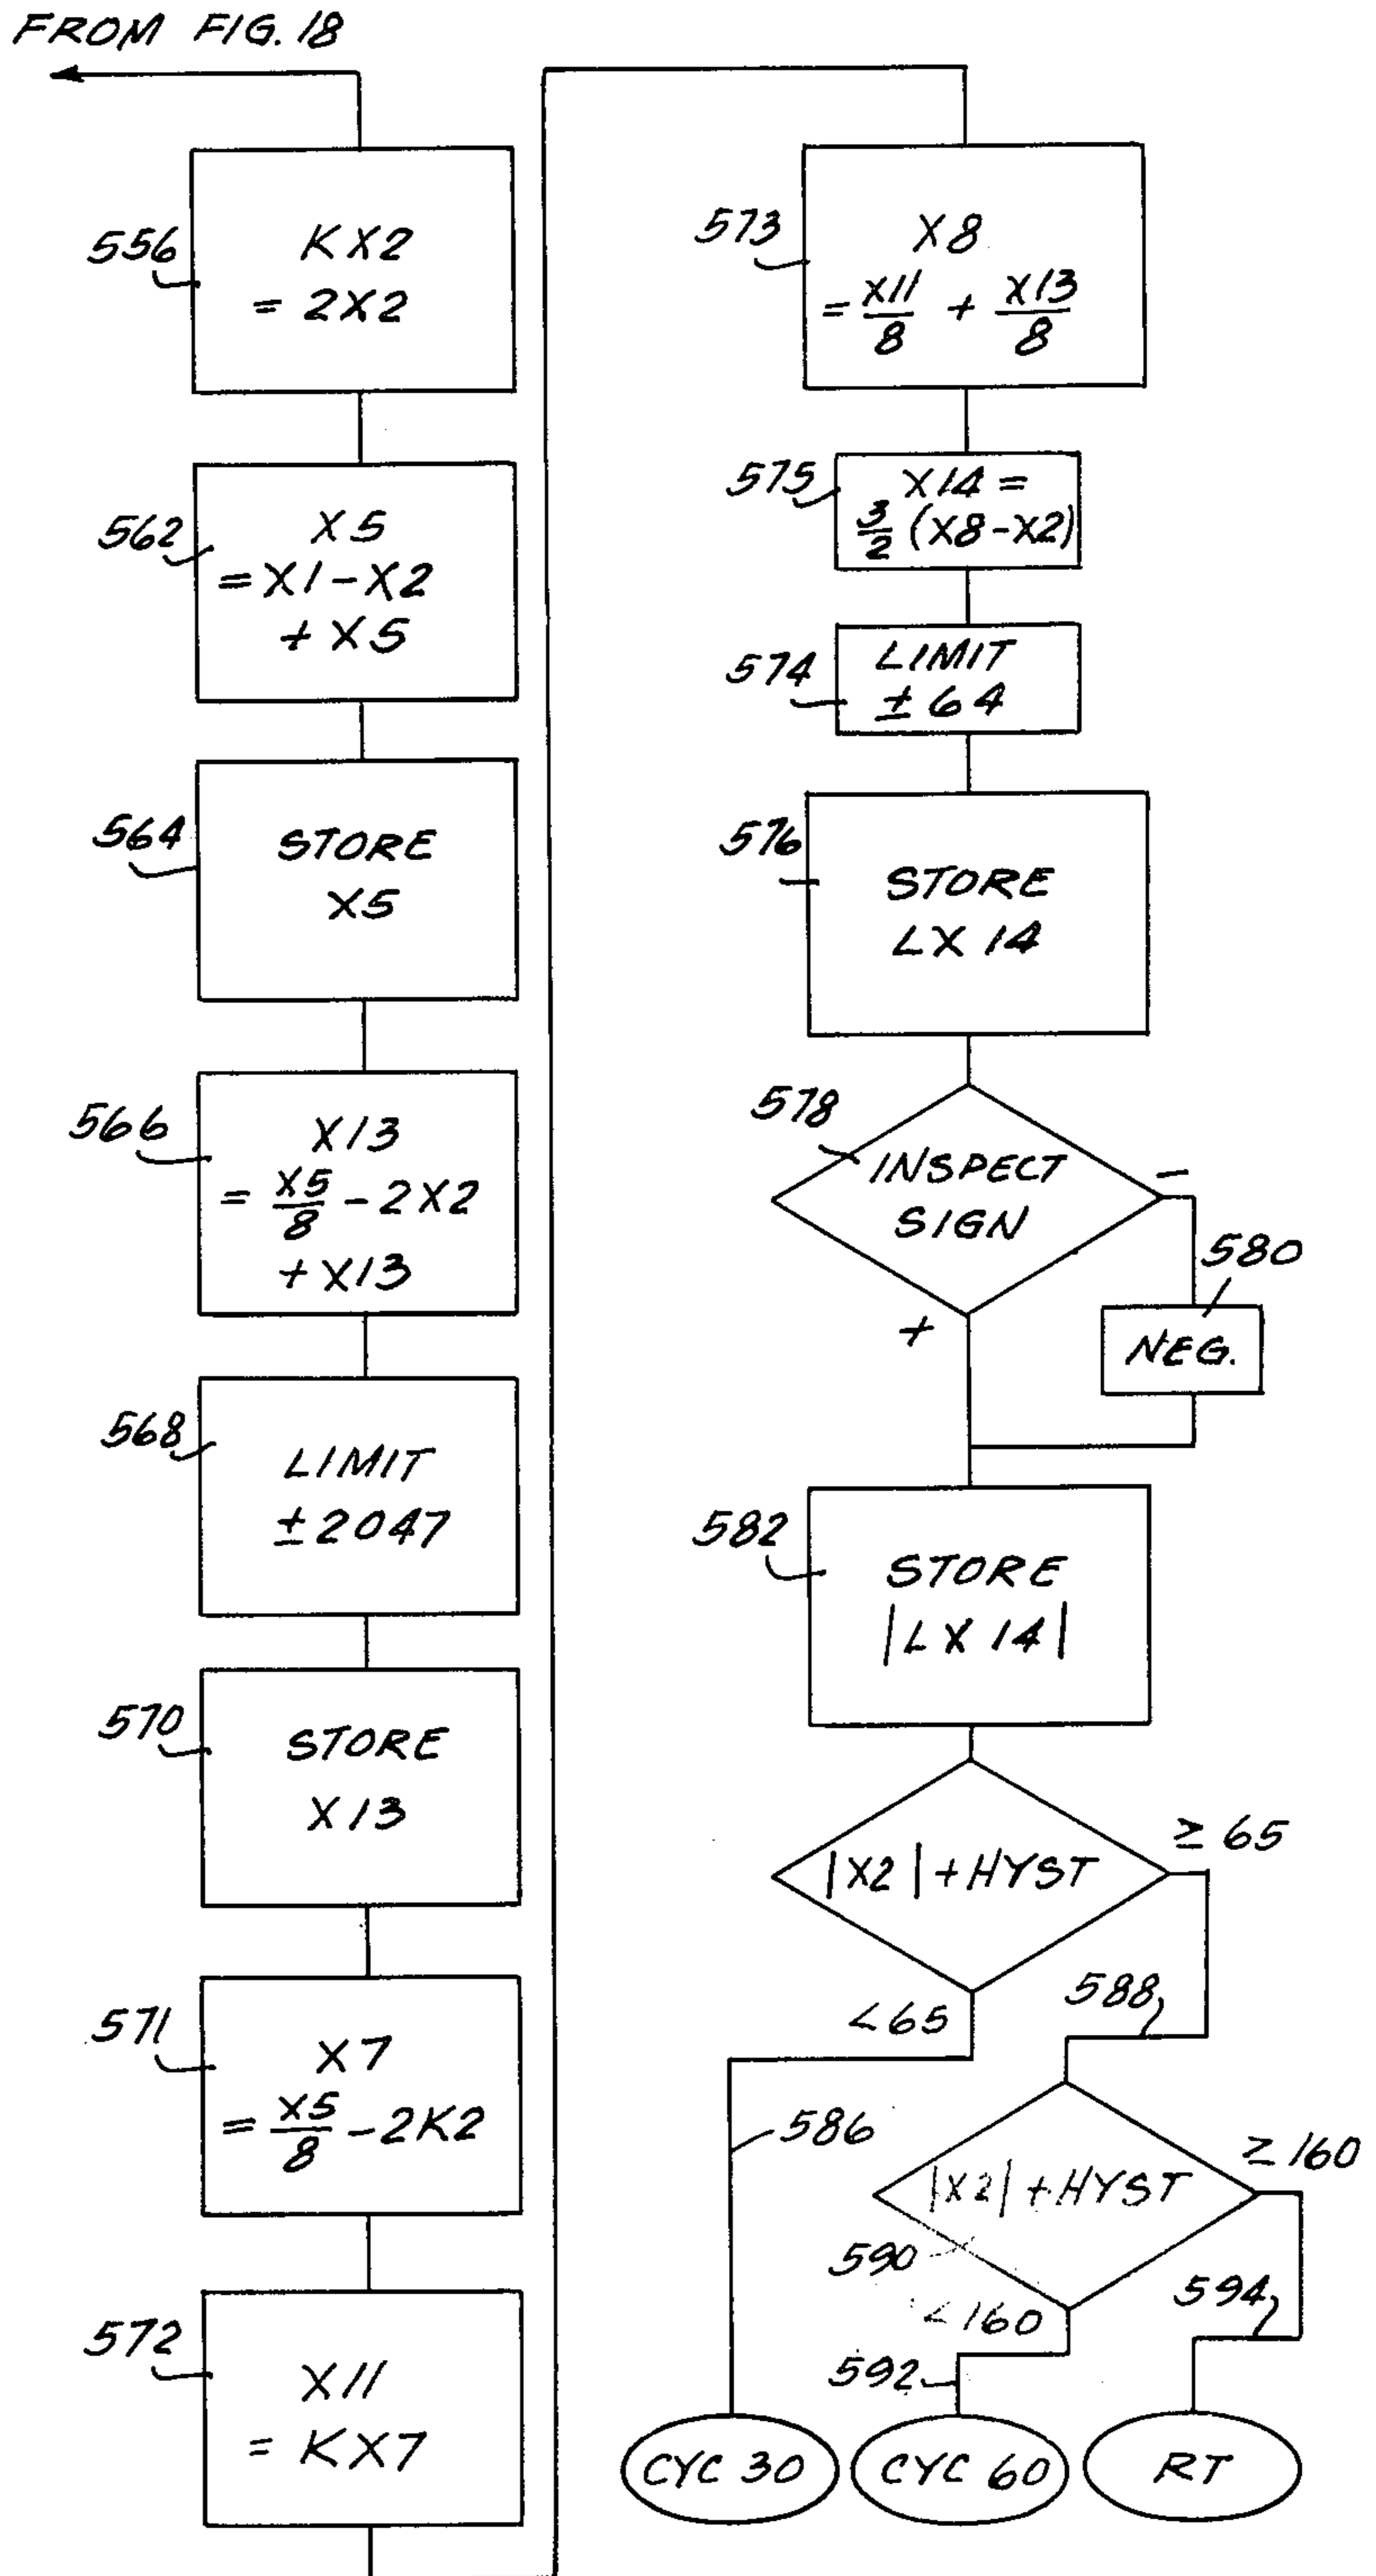 FROM FIG. 18
556
KX2
= 2X2
562
X5
= X1 - X2
+ X5
564
STORE
X5
566
X13
= X5/8 - 2X2
+ X13
568
LIMIT
± 2047
570
STORE
X13
571
X7
= X5/8 - 2K2
572
X11
= KX7
573
X8
= X11/8 + X13/8
575
X14 =
3/2 (X8 - X2)
574
LIMIT
± 64
576
STORE
LX 14
578
INSPECT
SIGN
-
+
580
NEG.
582
STORE
|LX 14|
|X2| + HYST
≥ 65
< 65
588
586
|X2| + HYST
≥ 160
590
< 160
594
592
CYC 30
CYC 60
RT